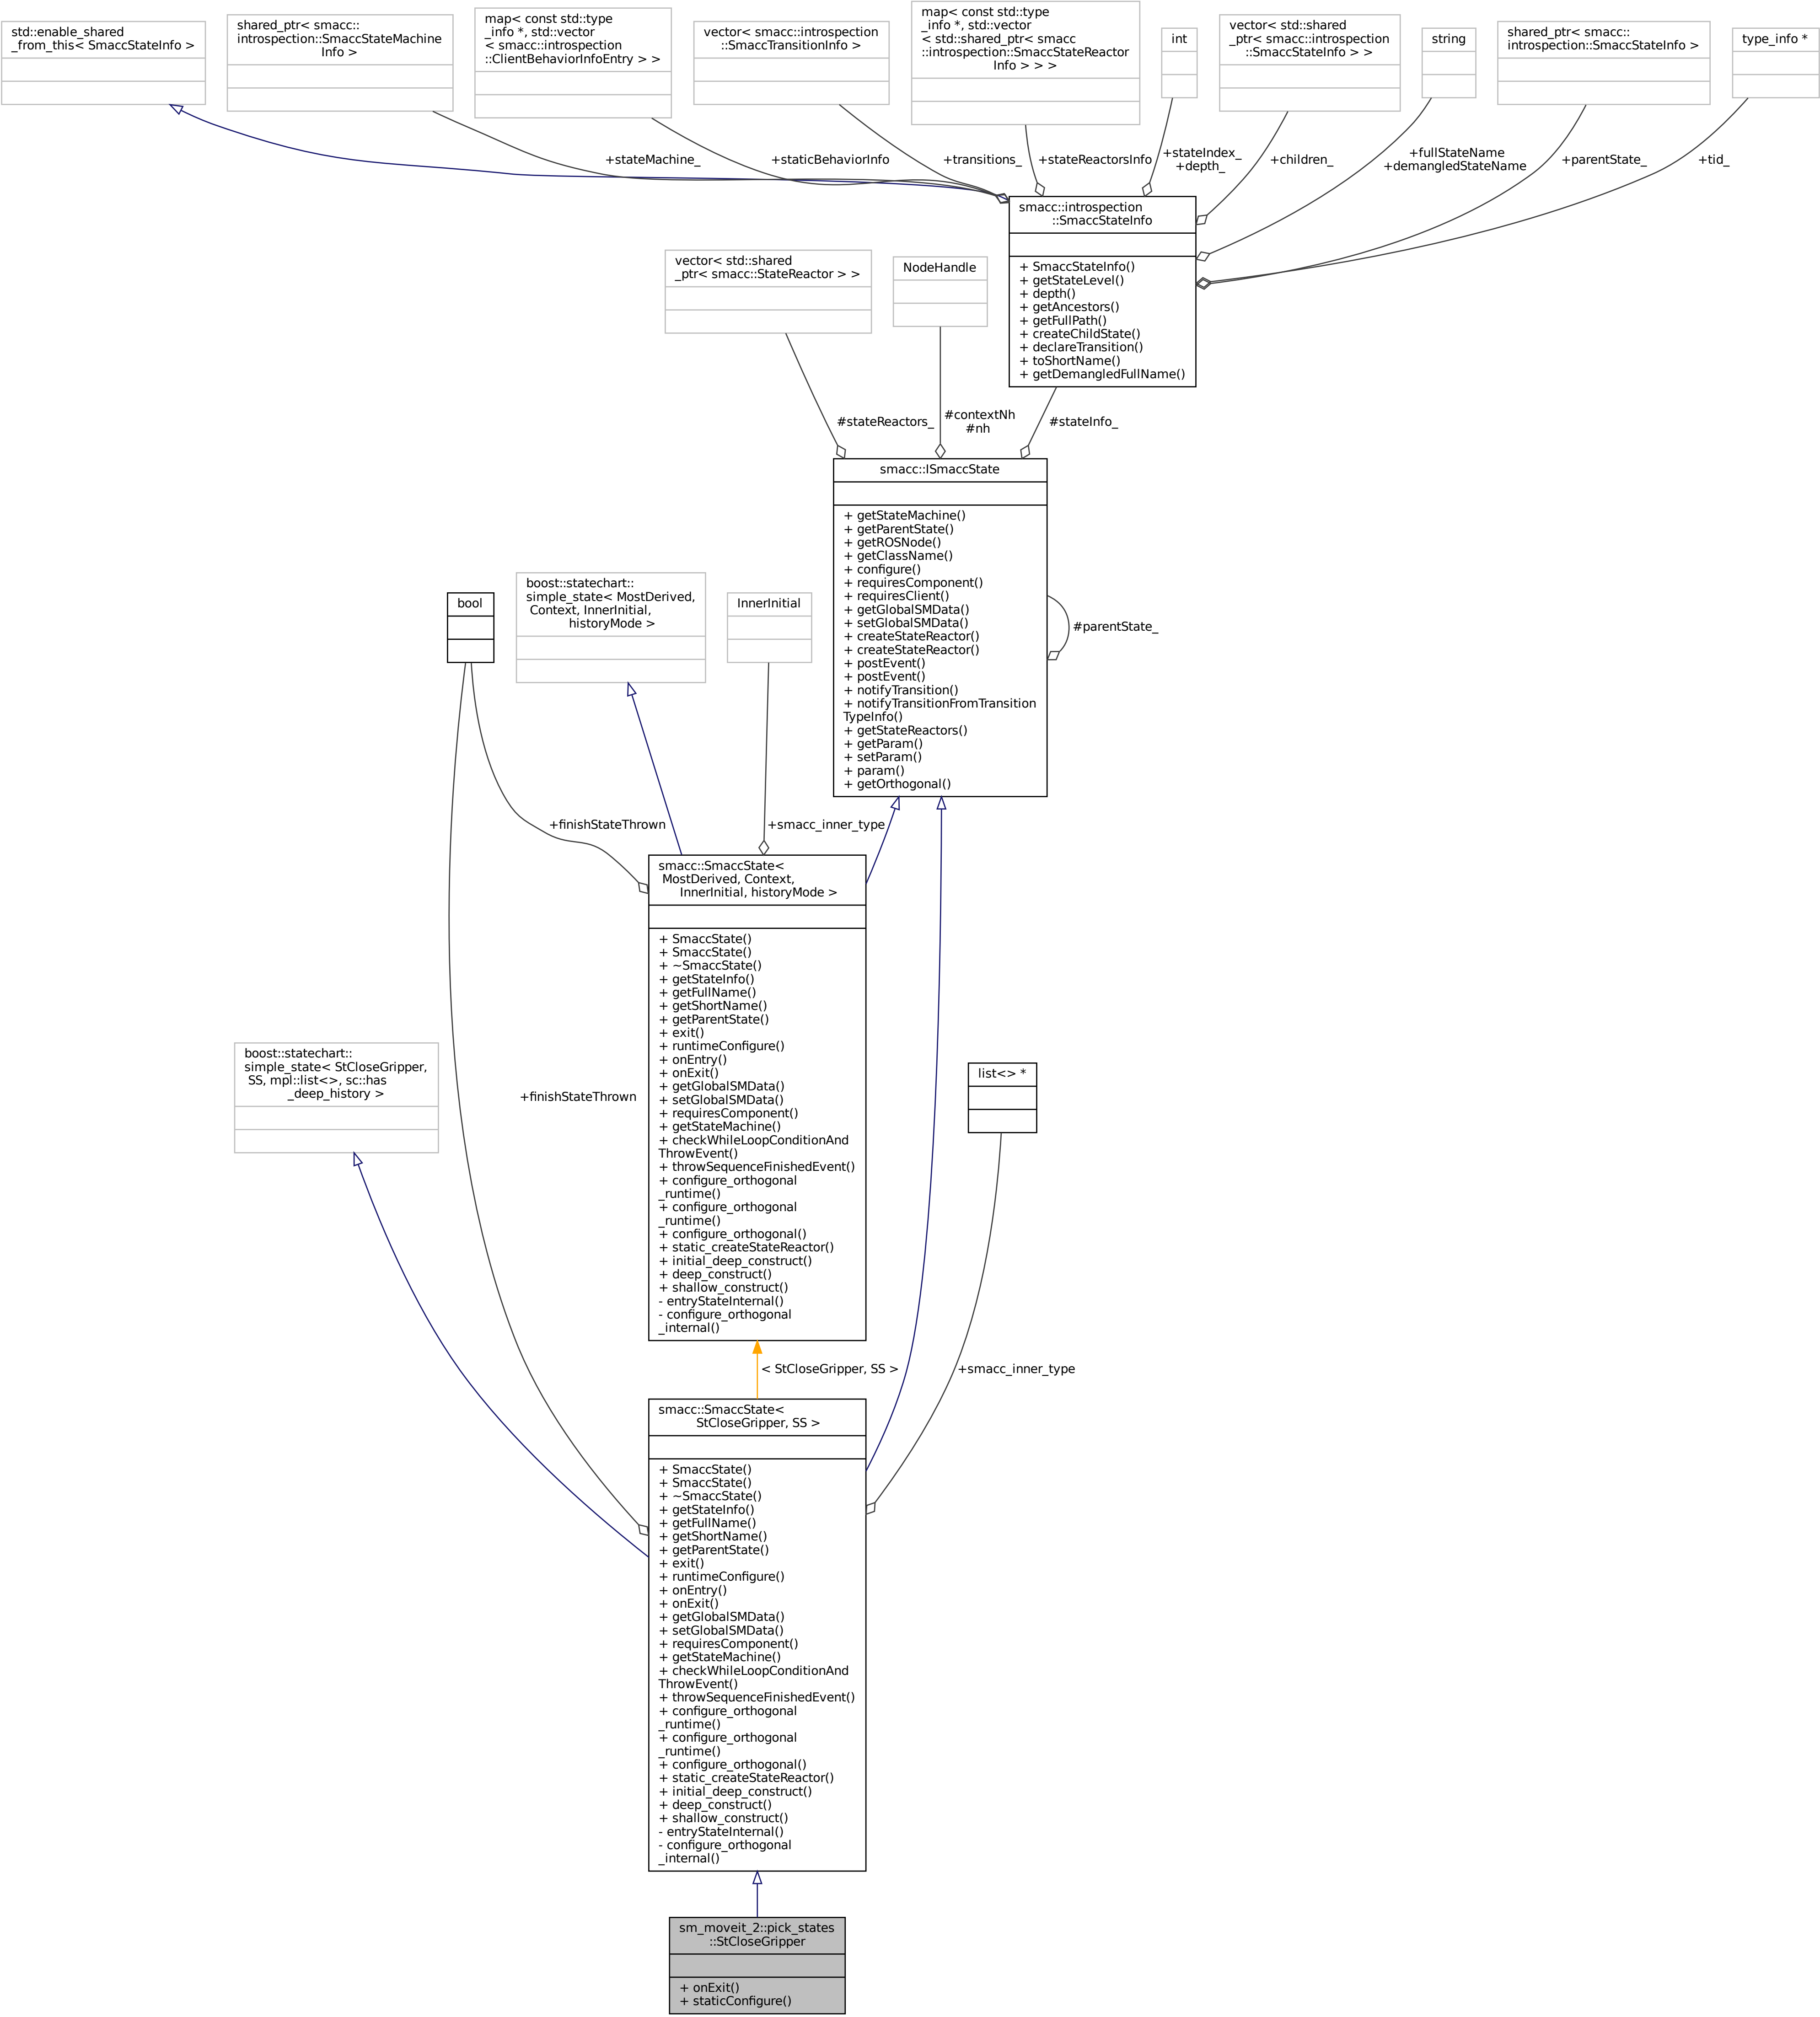 std::enable_shared
_from_this< SmaccStateInfo >
shared_ptr< smacc::
introspection::SmaccStateMachine
Info >
map< const std::type
_info *, std::vector
< smacc::introspection
::ClientBehaviorInfoEntry > >
vector< smacc::introspection
::SmaccTransitionInfo >
map< const std::type
_info *, std::vector
< std::shared_ptr< smacc
::introspection::SmaccStateReactor
Info > > >
int
vector< std::shared
_ptr< smacc::introspection
::SmaccStateInfo > >
string
shared_ptr< smacc::
introspection::SmaccStateInfo >
type_info *
+stateMachine_
+staticBehaviorInfo
+transitions_
+stateReactorsInfo
+stateIndex_
+depth_
+children_
+fullStateName
+demangledStateName
+parentState_
+tid_
smacc::introspection
::SmaccStateInfo
+ SmaccStateInfo()
+ getStateLevel()
+ depth()
+ getAncestors()
+ getFullPath()
+ createChildState()
+ declareTransition()
+ toShortName()
+ getDemangledFullName()
vector< std::shared
_ptr< smacc::StateReactor > >
NodeHandle
#stateReactors_
#contextNh
#nh
#stateInfo_
smacc::ISmaccState
+ getStateMachine()
+ getParentState()
+ getROSNode()
+ getClassName()
+ configure()
+ requiresComponent()
+ requiresClient()
+ getGlobalSMData()
+ setGlobalSMData()
+ createStateReactor()
+ createStateReactor()
+ postEvent()
+ postEvent()
+ notifyTransition()
+ notifyTransitionFromTransition
TypeInfo()
+ getStateReactors()
+ getParam()
+ setParam()
+ param()
+ getOrthogonal()
#parentState_
bool
boost::statechart::
simple_state< MostDerived,
Context, InnerInitial,
historyMode >
InnerInitial
+finishStateThrown
+smacc_inner_type
smacc::SmaccState<
MostDerived, Context,
InnerInitial, historyMode >
+ SmaccState()
+ SmaccState()
+ ~SmaccState()
+ getStateInfo()
+ getFullName()
+ getShortName()
+ getParentState()
+ exit()
+ runtimeConfigure()
+ onEntry()
+ onExit()
+ getGlobalSMData()
+ setGlobalSMData()
+ requiresComponent()
+ getStateMachine()
+ checkWhileLoopConditionAnd
ThrowEvent()
+ throwSequenceFinishedEvent()
+ configure_orthogonal
_runtime()
+ configure_orthogonal
_runtime()
+ configure_orthogonal()
+ static_createStateReactor()
+ initial_deep_construct()
+ deep_construct()
+ shallow_construct()
- entryStateInternal()
- configure_orthogonal
_internal()
boost::statechart::
simple_state< StCloseGripper,
SS, mpl::list<>, sc::has
_deep_history >
+finishStateThrown
list<> *
< StCloseGripper, SS >
+smacc_inner_type
smacc::SmaccState<
StCloseGripper, SS >
+ SmaccState()
+ SmaccState()
+ ~SmaccState()
+ getStateInfo()
+ getFullName()
+ getShortName()
+ getParentState()
+ exit()
+ runtimeConfigure()
+ onEntry()
+ onExit()
+ getGlobalSMData()
+ setGlobalSMData()
+ requiresComponent()
+ getStateMachine()
+ checkWhileLoopConditionAnd
ThrowEvent()
+ throwSequenceFinishedEvent()
+ configure_orthogonal
_runtime()
+ configure_orthogonal
_runtime()
+ configure_orthogonal()
+ static_createStateReactor()
+ initial_deep_construct()
+ deep_construct()
+ shallow_construct()
- entryStateInternal()
- configure_orthogonal
_internal()
sm_moveit_2::pick_states
::StCloseGripper
+ onExit()
+ staticConfigure()